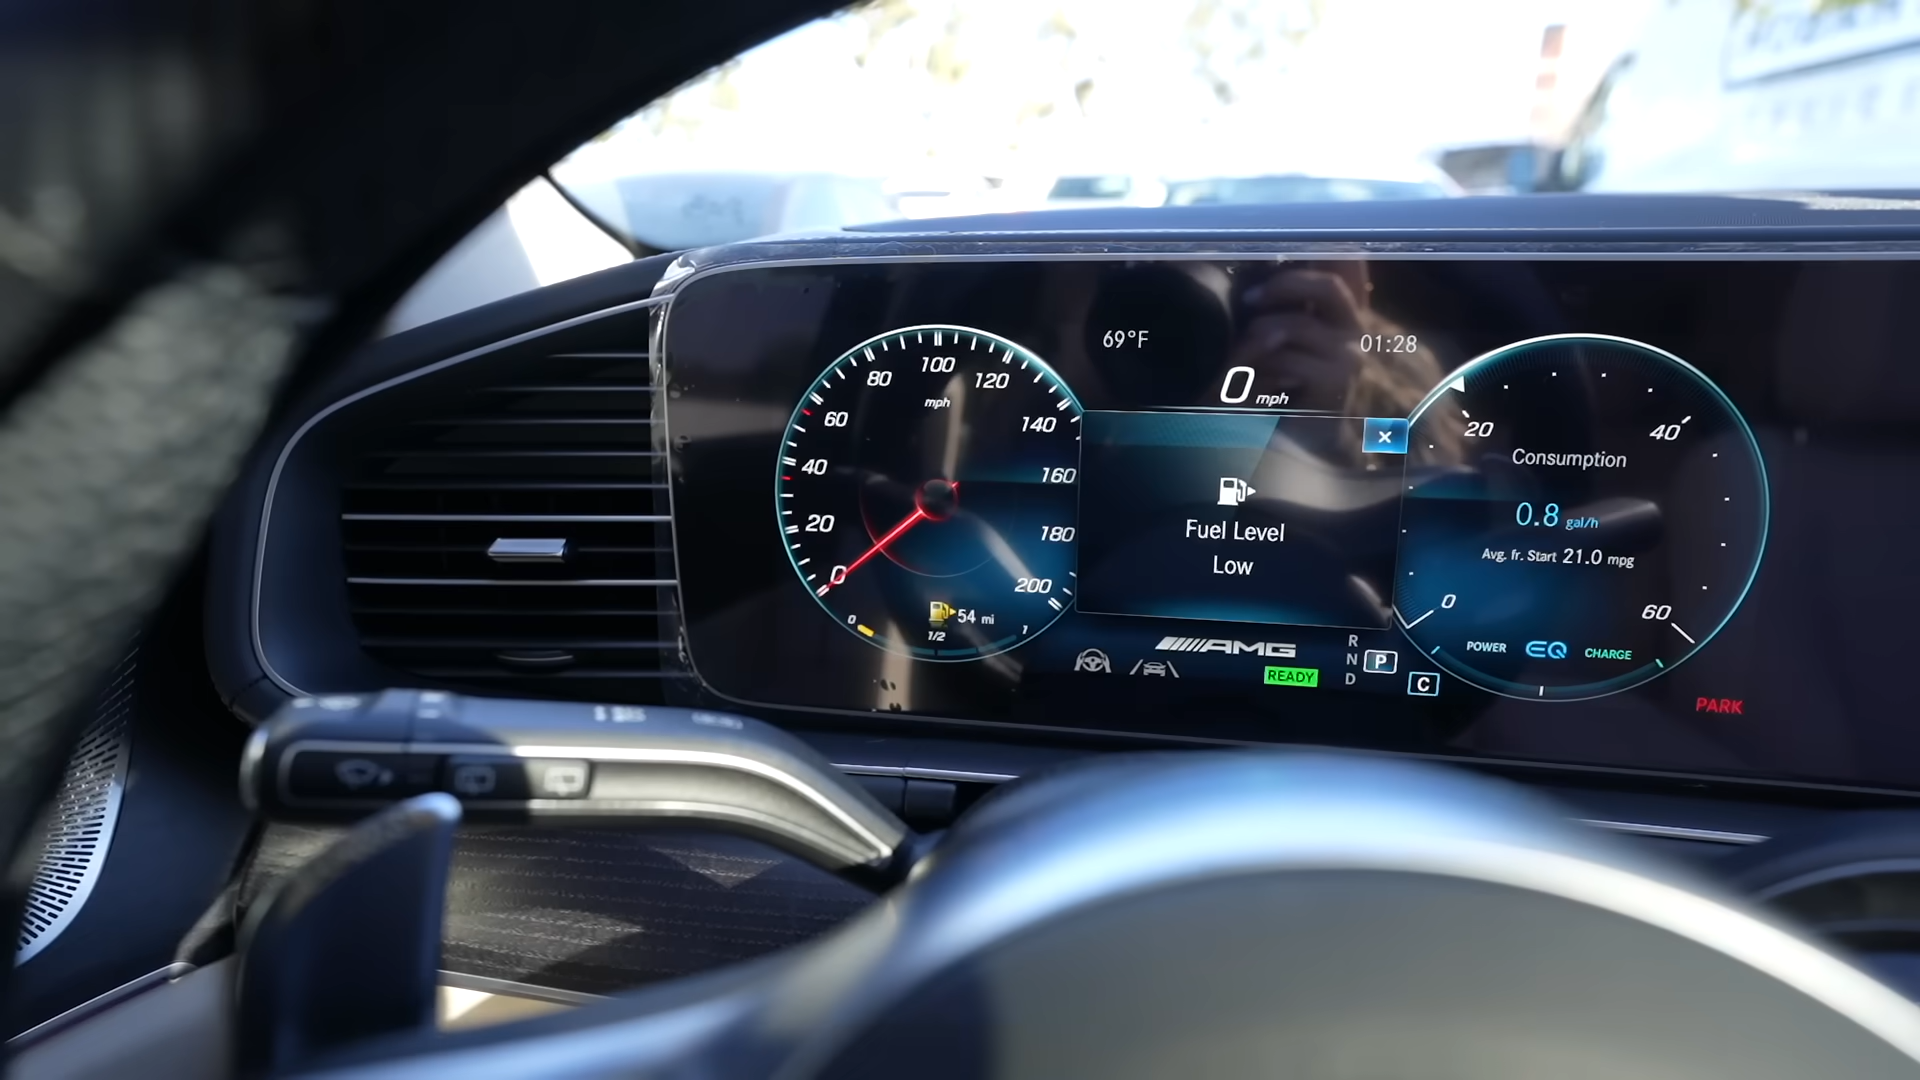 69°F
01:28
0 mph
100
80
120
mph
60
140
40
160
20
180
0
200
54 mi
0
1/2
1
×
Fuel Level
Low
AMG
READY
R
N
D
P
C
20
40
Consumption
0.8 gal/h
Avg. fr. Start 21.0 mpg
0
60
POWER
EQ
CHARGE
PARK